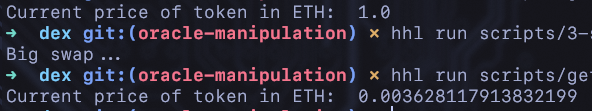 Current price of token in ETH:  1.0
➜  dex git:(oracle-manipulation) ✗ hhl run scripts/3-s
Big swap...
➜  dex git:(oracle-manipulation) ✗ hhl run scripts/get
Current price of token in ETH:  0.003628117913832199